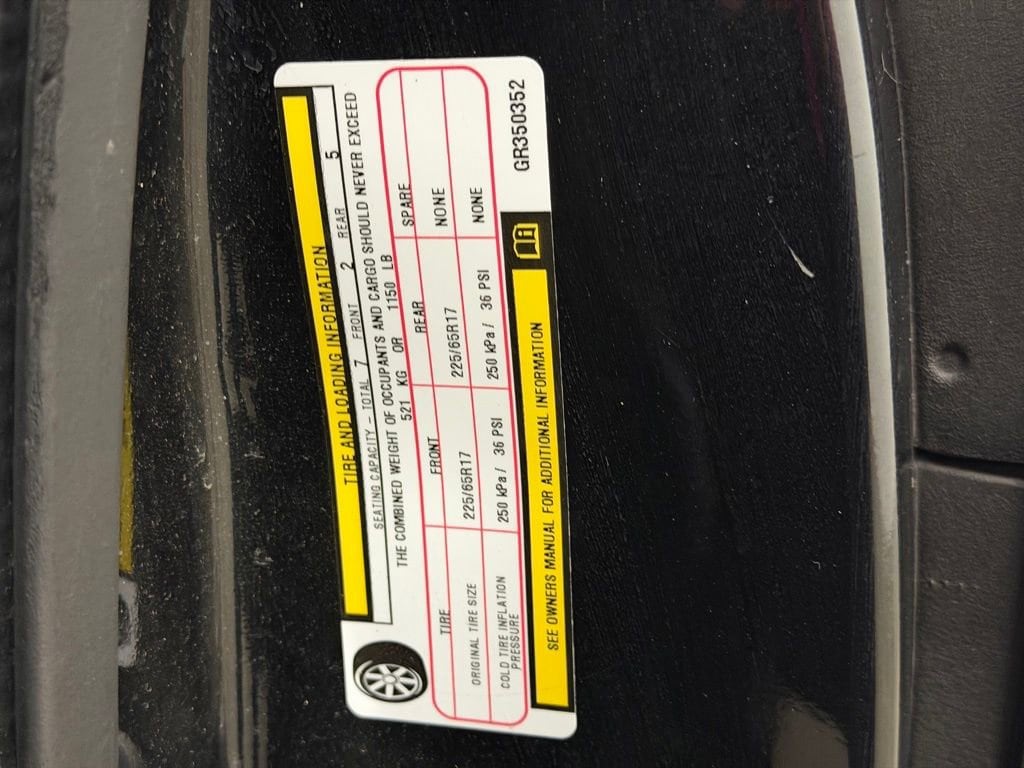 TIRE AND LOADING INFORMATION
SEATING CAPACITY - TOTAL 7 FRONT 2 REAR 5
THE COMBINED WEIGHT OF OCCUPANTS AND CARGO SHOULD NEVER EXCEED
521 KG OR 1150 LB
TIRE FRONT REAR SPARE
ORIGINAL TIRE SIZE 225/65R17 225/65R17 NONE
COLD TIRE INFLATION PRESSURE 250 kPa / 36 PSI 250 kPa / 36 PSI NONE
SEE OWNERS MANUAL FOR ADDITIONAL INFORMATION
GR350352